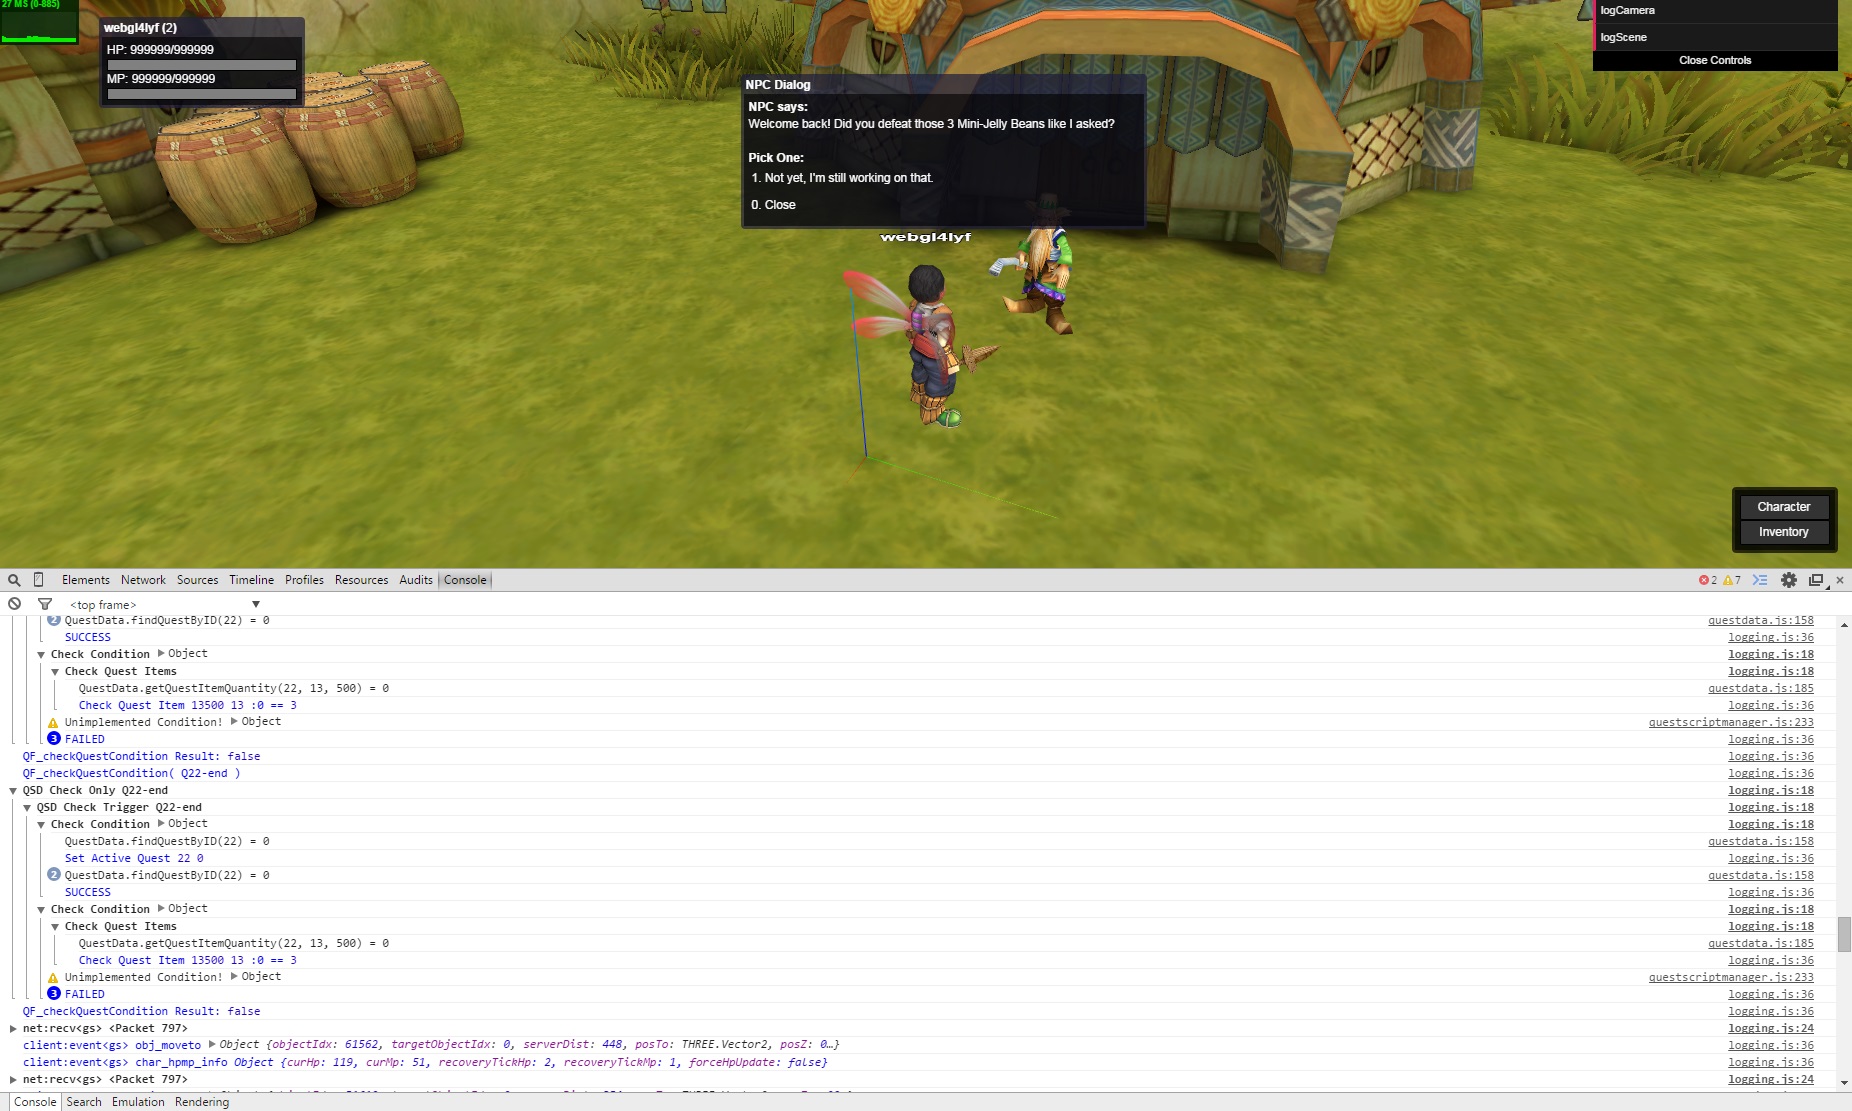 27 MS (0-885)
webgl4lyf (2)
HP: 999999/999999
MP: 999999/999999
logCamera
logScene
Close Controls
NPC Dialog
NPC says:
Welcome back! Did you defeat those 3 Mini-Jelly Beans like I asked?
Pick One:
1. Not yet, I'm still working on that.
0. Close
webgl4lyf
Character
Inventory
Elements Network Sources Timeline Profiles Resources Audits Console 2 7
<top frame>
2 QuestData.findQuestByID(22) = 0 questdata.js:158
SUCCESS logging.js:36
Check Condition Object logging.js:18
Check Quest Items logging.js:18
QuestData.getQuestItemQuantity(22, 13, 500) = 0 questdata.js:185
Check Quest Item 13500 13 :0 == 3 logging.js:36
Unimplemented Condition! Object questscriptmanager.js:233
3 FAILED logging.js:36
QF_checkQuestCondition Result: false logging.js:36
QF_checkQuestCondition( Q22-end ) logging.js:36
QSD Check Only Q22-end logging.js:18
QSD Check Trigger Q22-end logging.js:18
Check Condition Object logging.js:18
QuestData.findQuestByID(22) = 0 questdata.js:158
Set Active Quest 22 0 logging.js:36
2 QuestData.findQuestByID(22) = 0 questdata.js:158
SUCCESS logging.js:36
Check Condition Object logging.js:18
Check Quest Items logging.js:18
QuestData.getQuestItemQuantity(22, 13, 500) = 0 questdata.js:185
Check Quest Item 13500 13 :0 == 3 logging.js:36
Unimplemented Condition! Object questscriptmanager.js:233
3 FAILED logging.js:36
QF_checkQuestCondition Result: false logging.js:36
net:recv<gs> <Packet 797> logging.js:24
client:event<gs> obj_moveto Object {objectIdx: 61562, targetObjectIdx: 0, serverDist: 448, posTo: THREE.Vector2, posZ: 0…} logging.js:36
client:event<gs> char_hpmp_info Object {curHp: 119, curMp: 51, recoveryTickHp: 2, recoveryTickMp: 1, forceHpUpdate: false} logging.js:36
net:recv<gs> <Packet 797> logging.js:24
Console Search Emulation Rendering